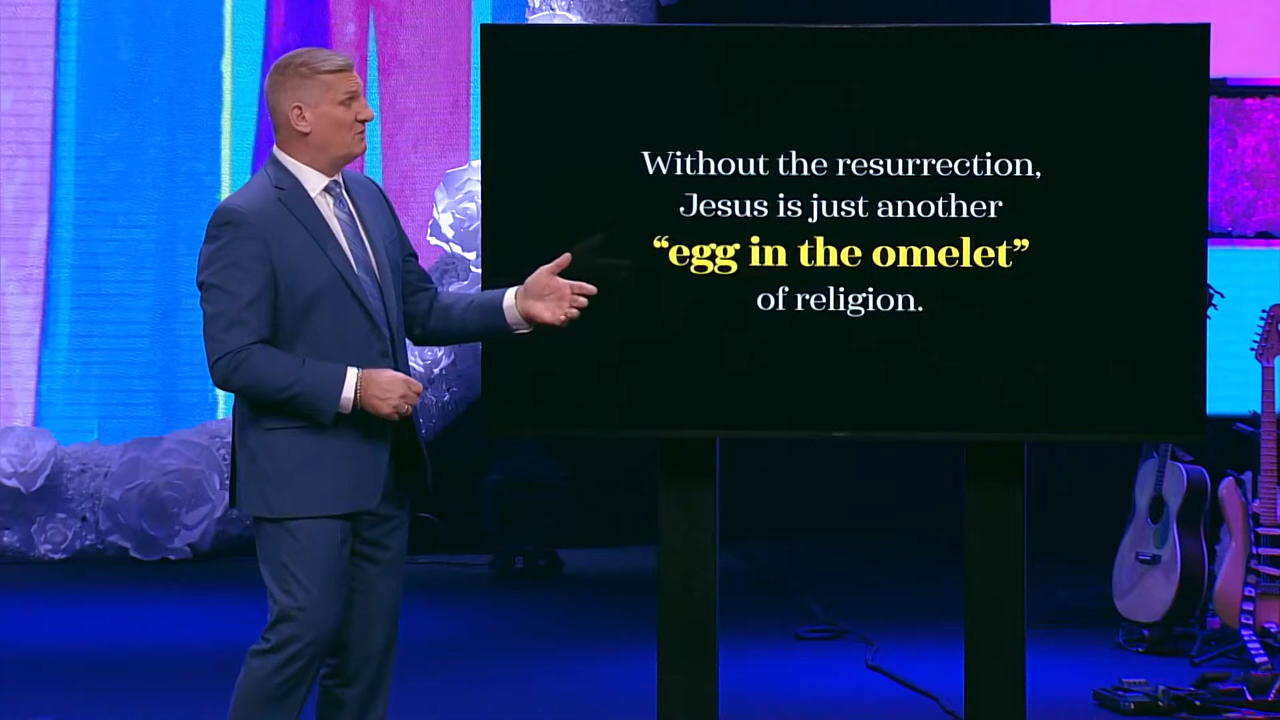 Without the resurrection,
Jesus is just another
“egg in the omelet”
of religion.